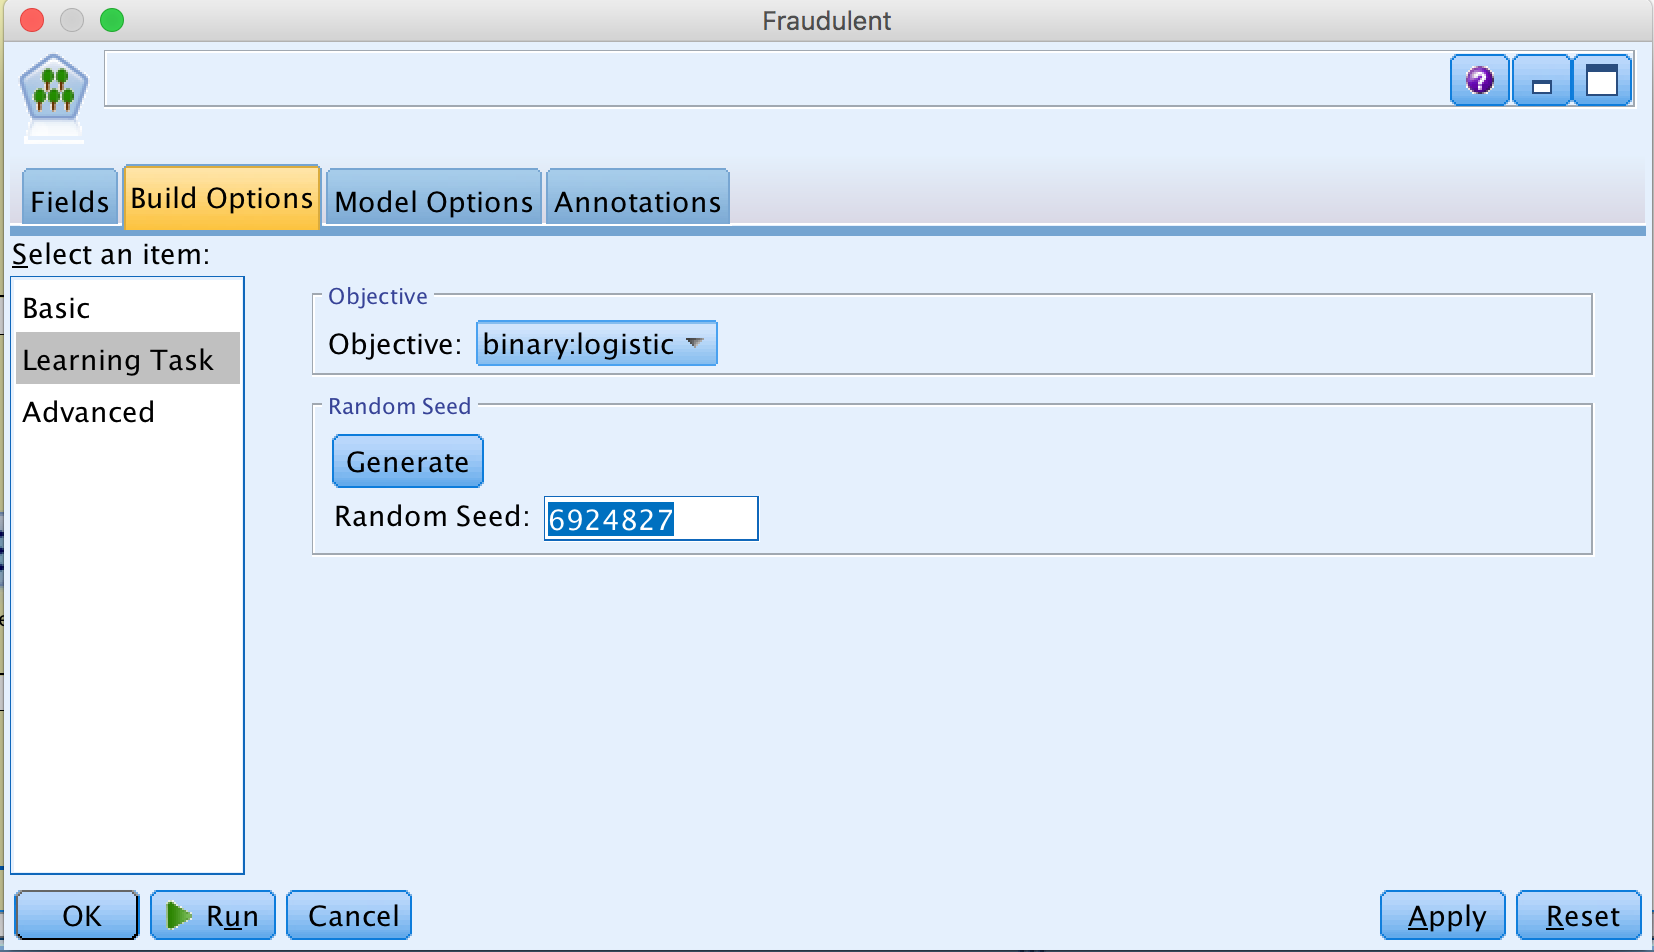 Fraudulent
Fields Build Options Model Options Annotations
Select an item:
Basic
Learning Task
Advanced
Objective
Objective: binary:logistic
Random Seed
Generate
Random Seed: 6924827
OK Run Cancel Apply Reset